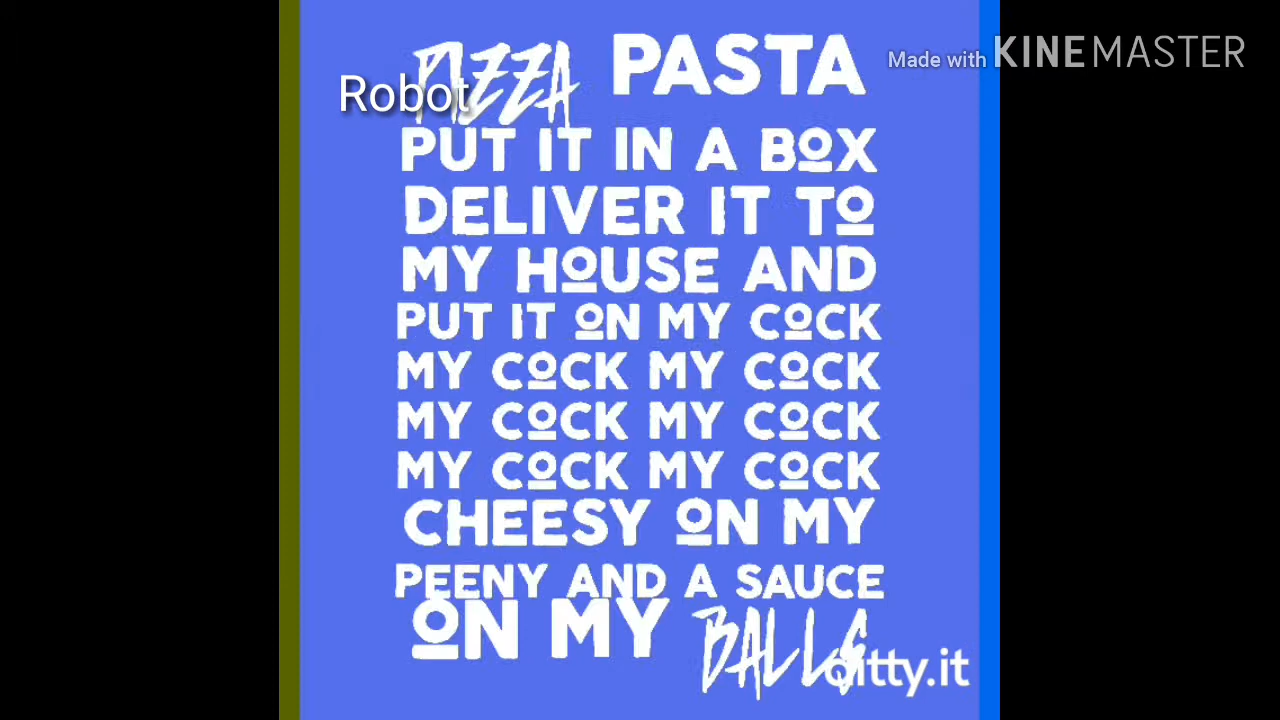 PIZZA PASTA
Made with KINEMASTER
Robot
PUT IT IN A BOX
DELIVER IT TO
MY HOUSE AND
PUT IT ON MY COCK
MY COCK MY COCK
MY COCK MY COCK
MY COCK MY COCK
CHEESY ON MY
PEENY AND A SAUCE
ON MY BALLS
ditty.it